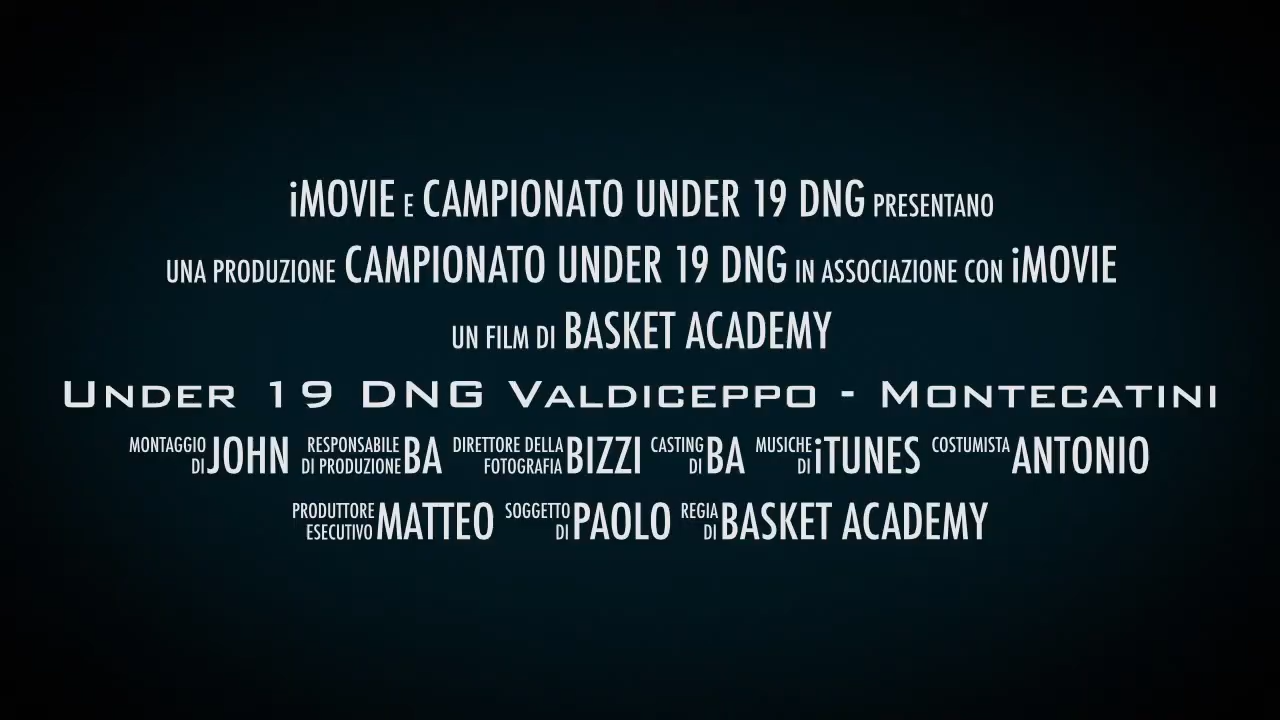 iMOVIE E CAMPIONATO UNDER 19 DNG PRESENTANO
UNA PRODUZIONE CAMPIONATO UNDER 19 DNG IN ASSOCIAZIONE CON iMOVIE
UN FILM DI BASKET ACADEMY
UNDER 19 DNG VALDICEPPO - MONTECATINI
MONTAGGIO DI JOHN RESPONSABILE DI PRODUZIONE BA DIRETTORE DELLA FOTOGRAFIA BIZZI CASTING DI BA MUSICHE DI iTUNES COSTUMISTA ANTONIO
PRODUTTORE ESECUTIVO MATTEO SOGGETTO DI PAOLO REGIA DI BASKET ACADEMY